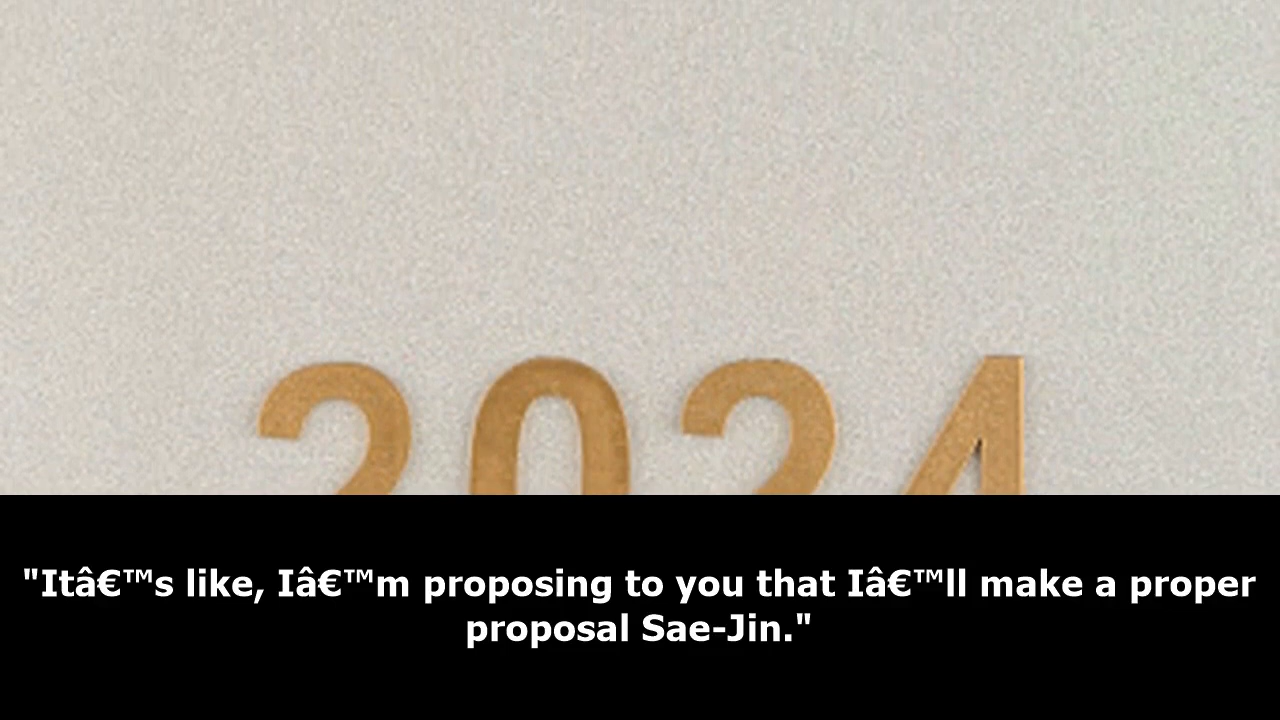 2024
"Itâ€™s like, Iâ€™m proposing to you that Iâ€™ll make a proper
proposal Sae-Jin."